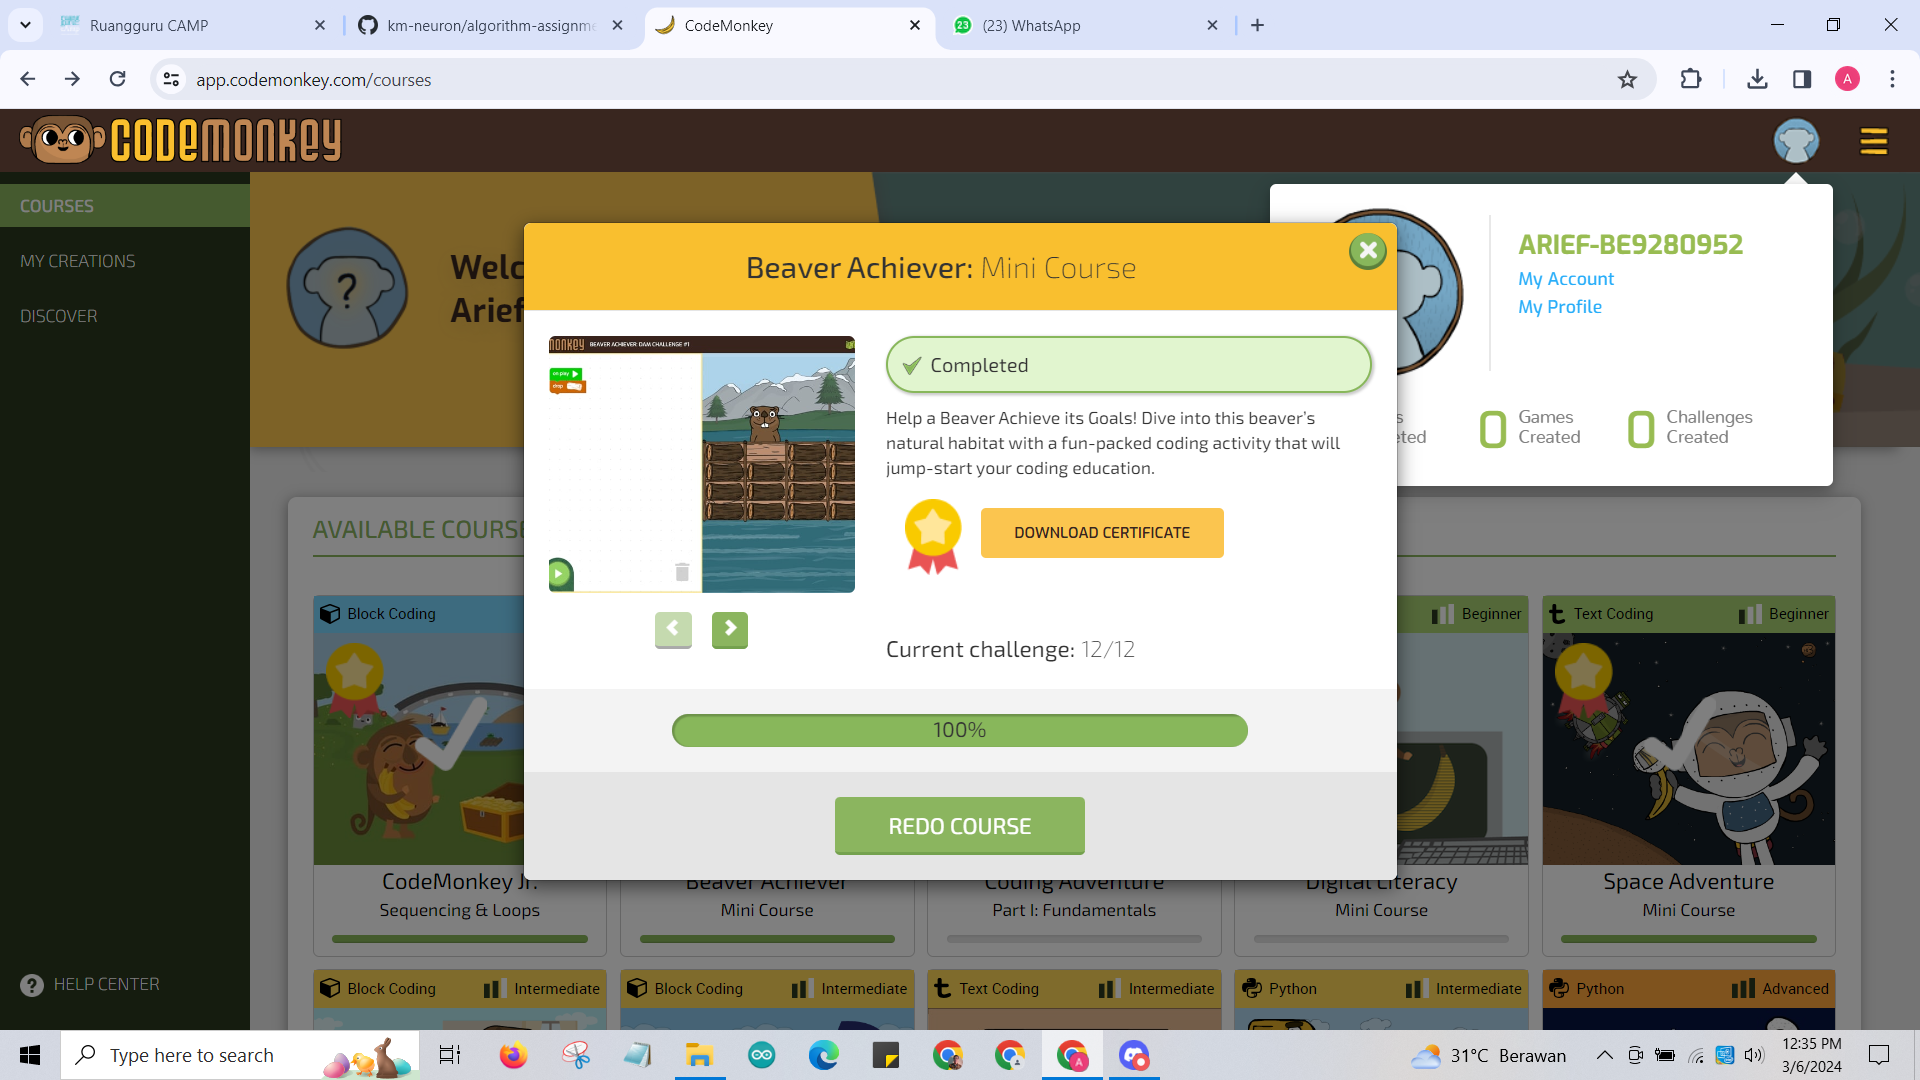 Ruangguru CAMP
km-neuron/algorithm-assignme
CodeMonkey
(23) WhatsApp
app.codemonkey.com/courses
A
CODEMONKEY
COURSES
MY CREATIONS
DISCOVER
HELP CENTER
Welc
Arief
?
ARIEF-BE9280952
My Account
My Profile
0 Games Created
0 Challenges Created
Beaver Achiever: Mini Course
BEAVER ACHIEVER: DAM CHALLENGE #1
on play
drop
Completed
Help a Beaver Achieve its Goals! Dive into this beaver's
natural habitat with a fun-packed coding activity that will
jump-start your coding education.
DOWNLOAD CERTIFICATE
Current challenge: 12/12
100%
REDO COURSE
AVAILABLE COURS
Block Coding
Beginner
Text Coding
Beginner
CodeMonkey Jr.
Sequencing & Loops
Beaver Achiever
Mini Course
Coding Adventure
Part I: Fundamentals
Digital Literacy
Mini Course
Space Adventure
Mini Course
Block Coding
Intermediate
Block Coding
Intermediate
Text Coding
Intermediate
Python
Intermediate
Python
Advanced
Type here to search
31°C Berawan
12:35 PM
3/6/2024